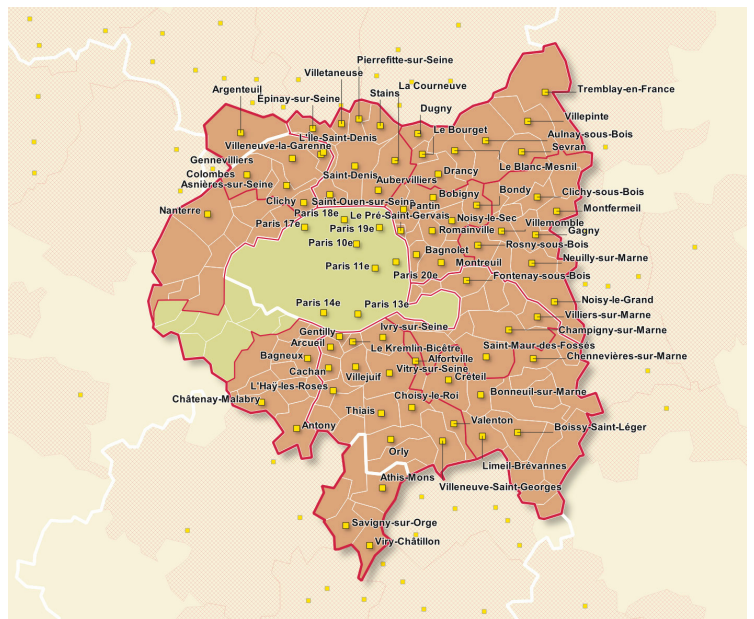 Pierrefitte-sur-Seine
Villetaneuse
La Courneuve
Argenteuil
Stains
Tremblay-en-France
Épinay-sur-Seine
Dugny
Villepinte
L'Île-Saint-Denis
Le Bourget
Aulnay-sous-Bois
Villeneuve-la-Garenne
Sevran
Gennevilliers
Le Blanc-Mesnil
Colombes
Saint-Denis
Drancy
Asnières-sur-Seine
Aubervilliers
Bondy
Clichy-sous-Bois
Clichy
Saint-Ouen-sur-Seine
Bobigny
Pantin
Nanterre
Paris 18e
Le Pré-Saint-Gervais
Noisy-le-Sec
Montfermeil
Paris 17e
Paris 19e
Romainville
Villemomble
Gagny
Paris 10e
Rosny-sous-Bois
Bagnolet
Paris 11e
Montreuil
Neuilly-sur-Marne
Paris 20e
Fontenay-sous-Bois
Paris 14e
Paris 13e
Noisy-le-Grand
Villiers-sur-Marne
Ivry-sur-Seine
Gentilly
Champigny-sur-Marne
Arcueil
Le Kremlin-Bicêtre
Saint-Maur-des-Fossés
Bagneux
Alfortville
Chennevières-sur-Marne
Cachan
Vitry-sur-Seine
Villejuif
Créteil
L'Haÿ-les-Roses
Bonneuil-sur-Marne
Châtenay-Malabry
Choisy-le-Roi
Thiais
Valenton
Antony
Boissy-Saint-Léger
Orly
Limeil-Brévannes
Athis-Mons
Villeneuve-Saint-Georges
Savigny-sur-Orge
Viry-Châtillon